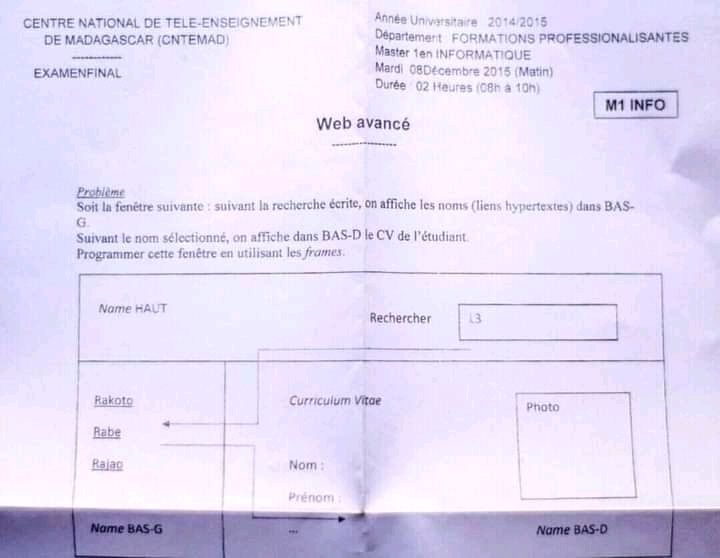 CENTRE NATIONAL DE TELE-ENSEIGNEMENT
DE MADAGASCAR (CNTEMAD)
------------
EXAMENFINAL
Année Universitaire 2014/2015
Département FORMATIONS PROFESSIONALISANTES
Master 1en INFORMATIQUE
Mardi 08Décembre 2015 (Matin)
Durée : 02 Heures (08h à 10h)
M1 INFO
Web avancé
----------------
Problème
Soit la fenêtre suivante : suivant la recherche écrite, on affiche les noms (liens hypertextes) dans BAS-
G.
Suivant le nom sélectionné, on affiche dans BAS-D le CV de l'étudiant.
Programmer cette fenêtre en utilisant les frames.
Name HAUT
Rechercher L3
Rakoto
Rabe
Rajao
Name BAS-G
Curriculum Vitae
Photo
Nom :
Prénom :
...
Name BAS-D